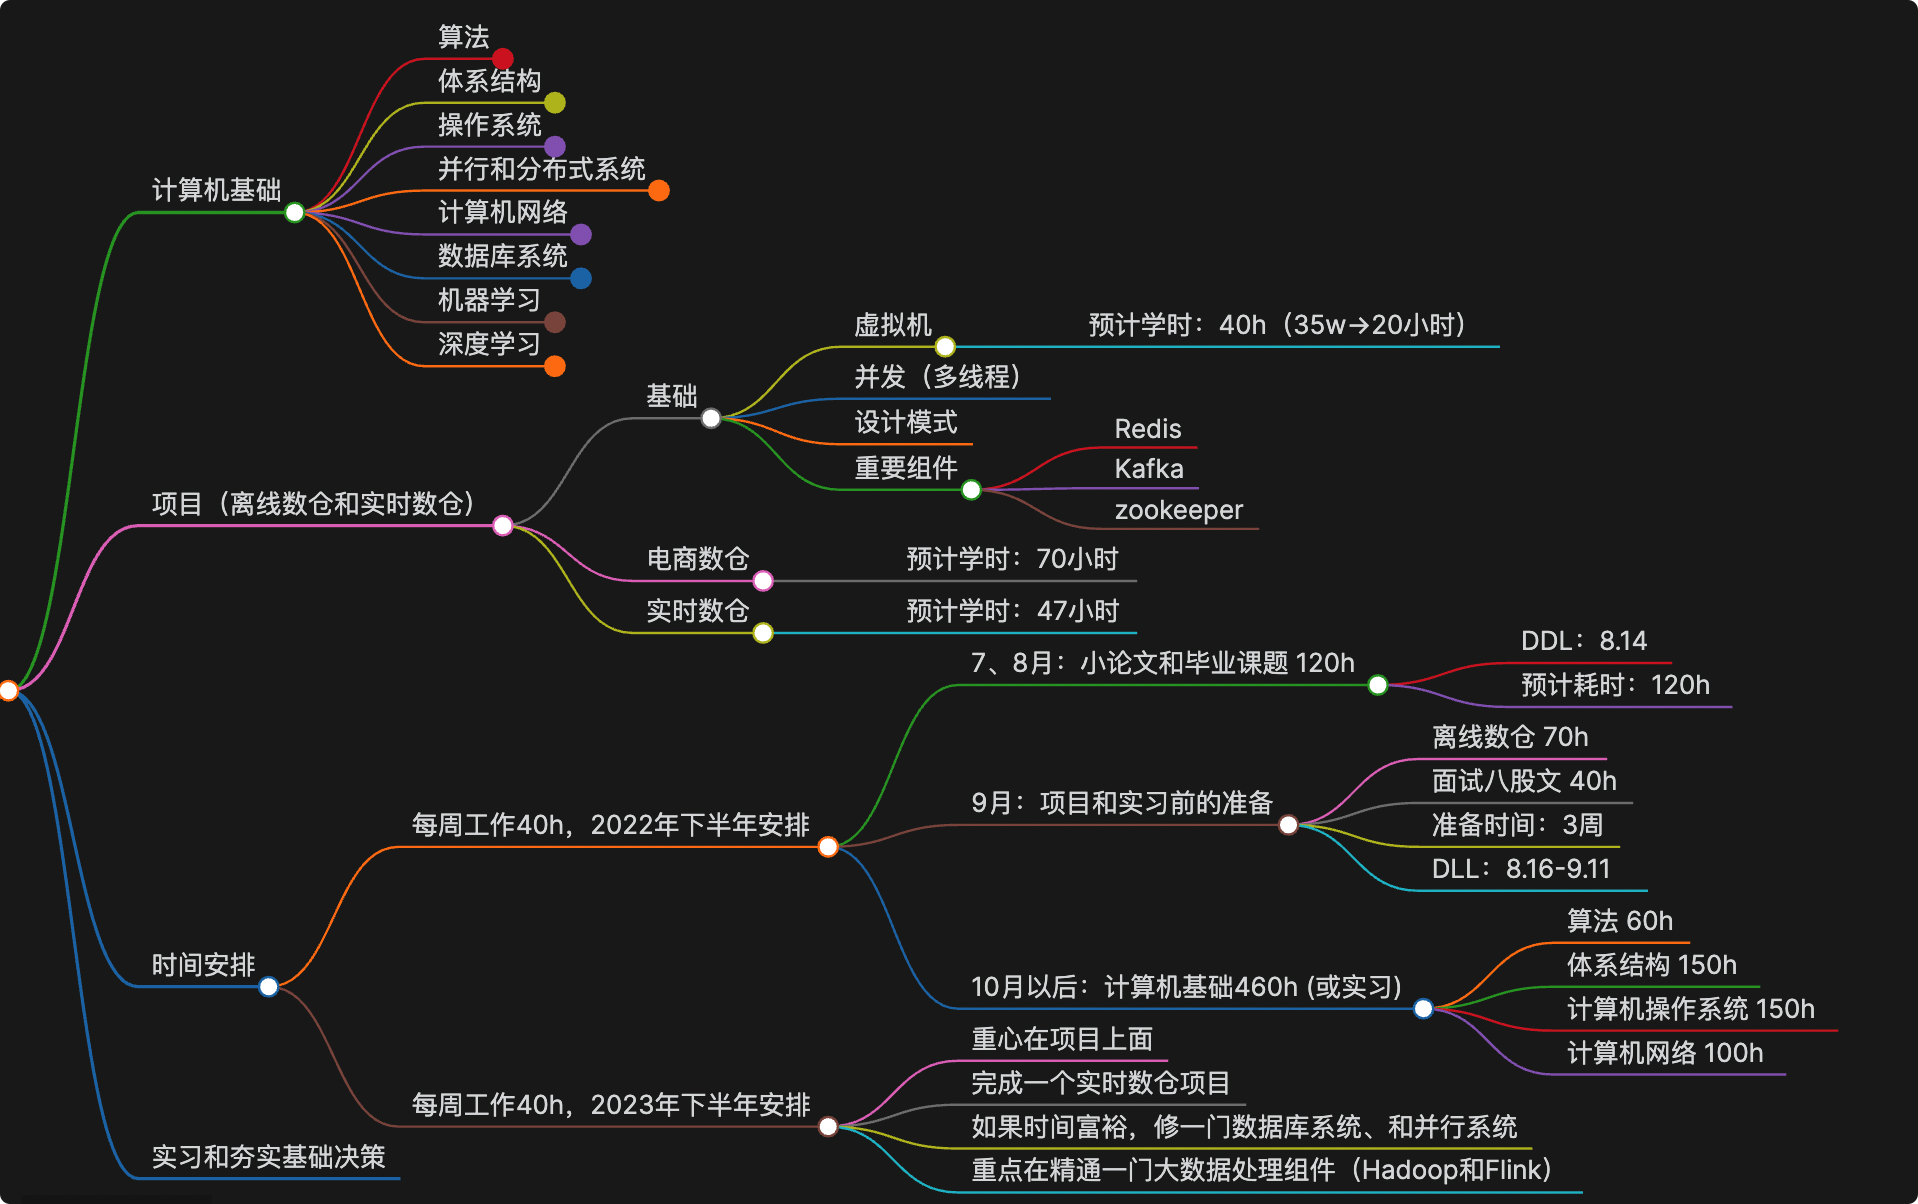 计算机基础
算法
体系结构
操作系统
并行和分布式系统
计算机网络
数据库系统
机器学习
深度学习
项目（离线数仓和实时数仓）
基础
虚拟机
预计学时：40h（35w→20小时）
并发（多线程）
设计模式
重要组件
Redis
Kafka
zookeeper
电商数仓
预计学时：70小时
实时数仓
预计学时：47小时
时间安排
每周工作40h，2022年下半年安排
7、8月：小论文和毕业课题 120h
DDL：8.14
预计耗时：120h
9月：项目和实习前的准备
离线数仓 70h
面试八股文 40h
准备时间：3周
DLL：8.16-9.11
10月以后：计算机基础460h (或实习)
算法 60h
体系结构 150h
计算机操作系统 150h
计算机网络 100h
每周工作40h，2023年下半年安排
重心在项目上面
完成一个实时数仓项目
如果时间富裕，修一门数据库系统、和并行系统
重点在精通一门大数据处理组件（Hadoop和Flink）
实习和夯实基础决策